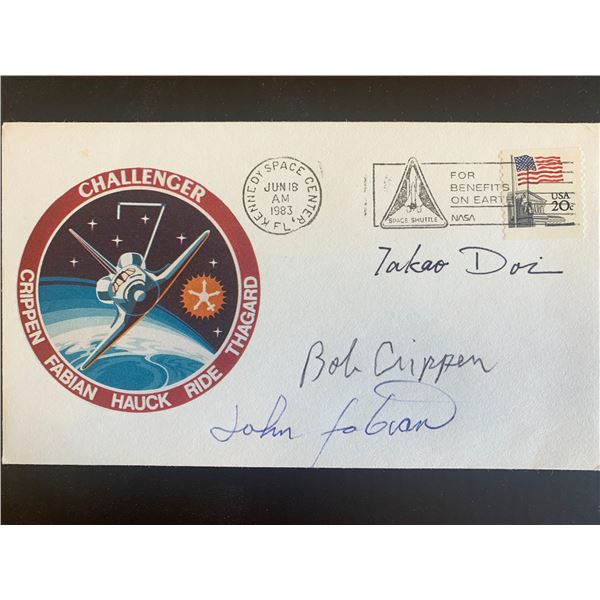 CHALLENGER
7
CRIPPEN FABIAN HAUCK RIDE THAGARD
KENNEDY SPACE CENTER, FL.
JUN 18
AM
1983
SPACE SHUTTLE
FOR
BENEFITS
ON EARTH
NASA
USA
20c
Takao Doi
Bob Crippen
John Fabian